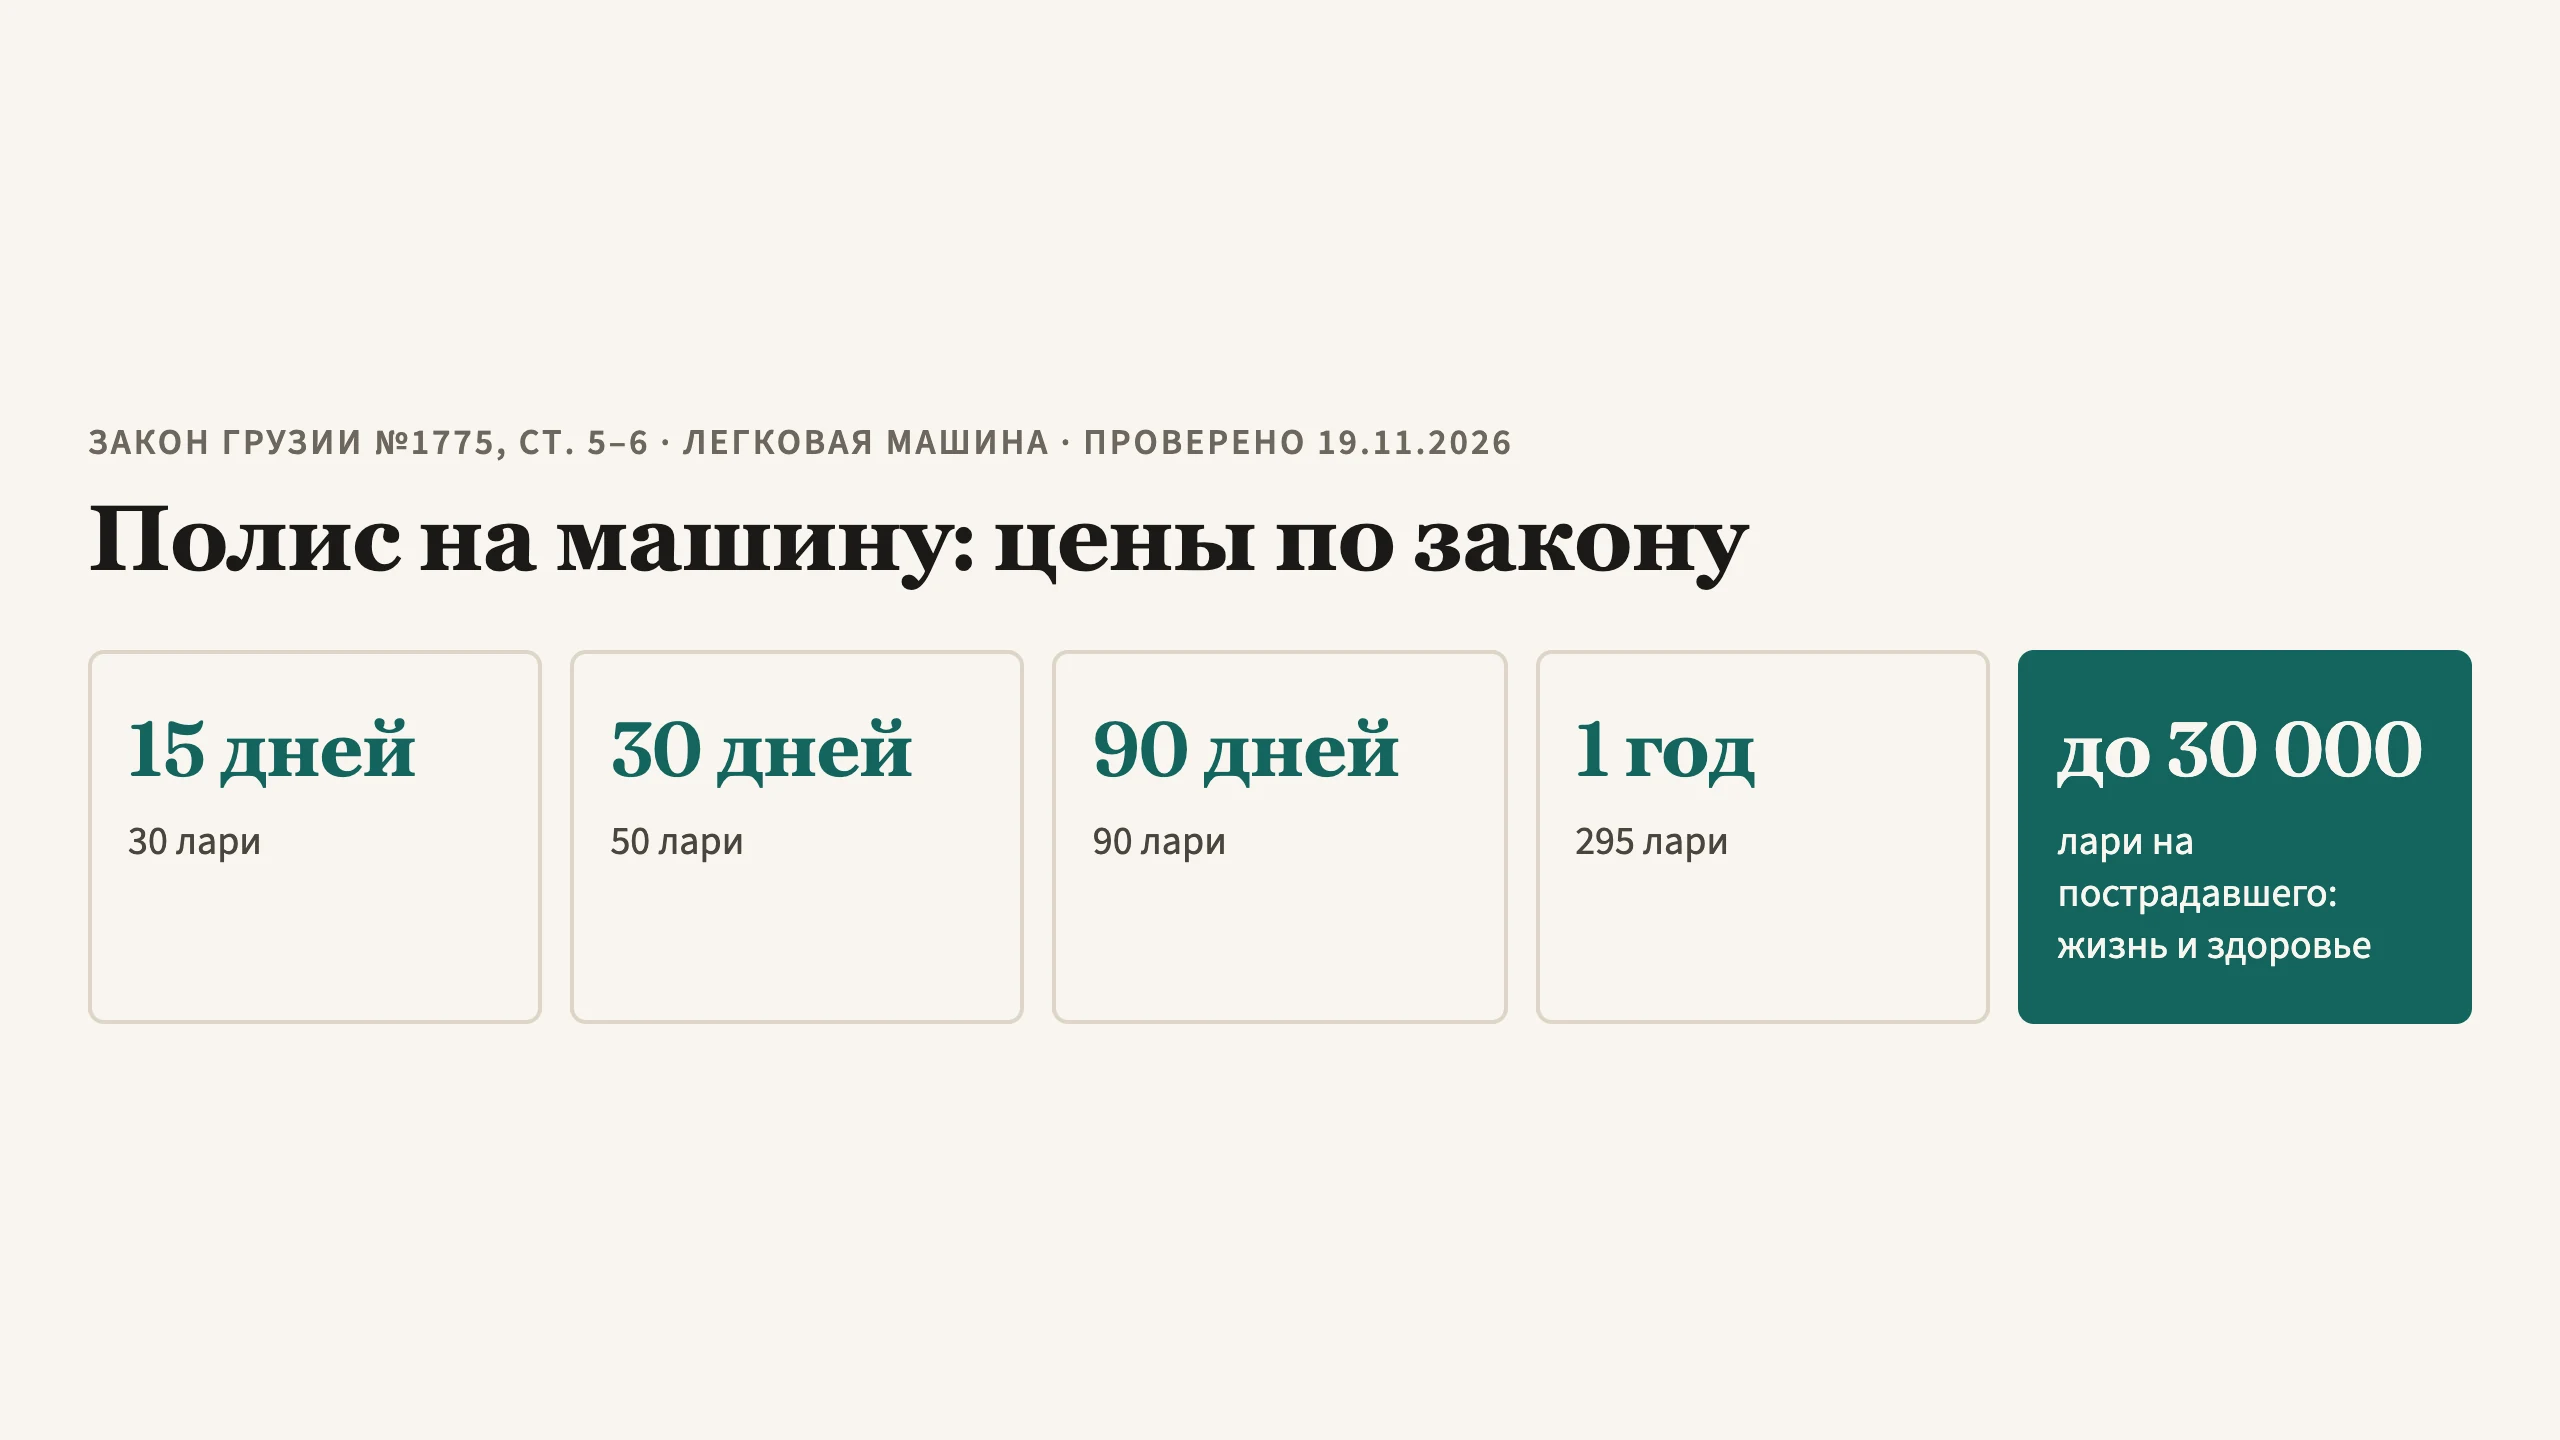 ЗАКОН ГРУЗИИ №1775, СТ. 5–6 · ЛЕГКОВАЯ МАШИНА · ПРОВЕРЕНО 19.11.2026
Полис на машину: цены по закону
15 дней
30 лари
30 дней
50 лари
90 дней
90 лари
1 год
295 лари
до 30 000
лари на
пострадавшего:
жизнь и здоровье